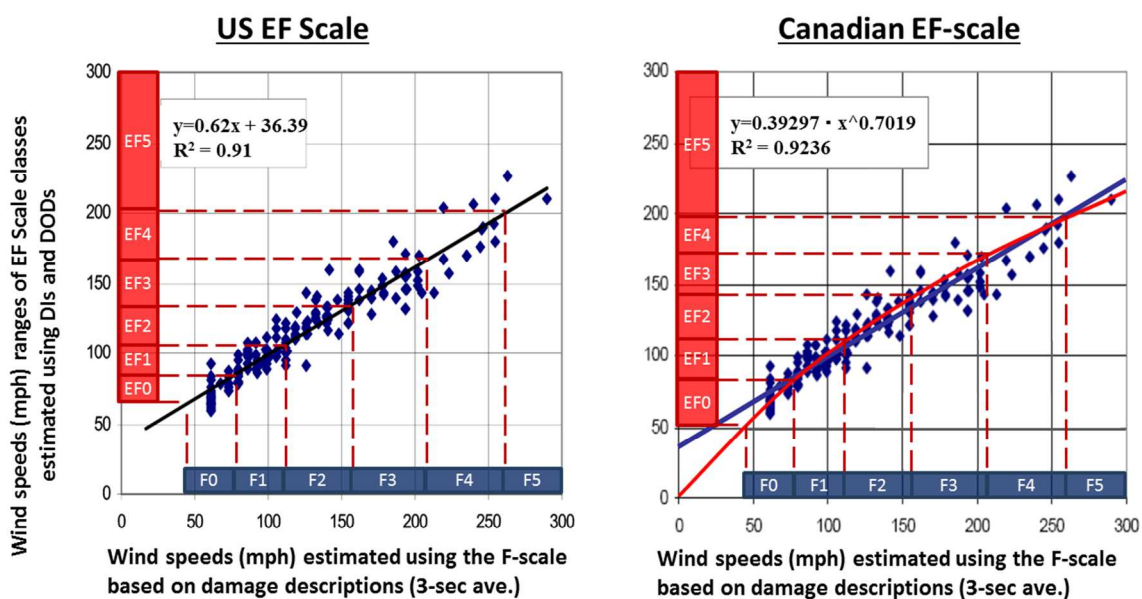 US EF Scale
Wind speeds (mph) ranges of EF Scale classes
estimated using DIs and DODs
300
250
200
150
100
50
0
EF5
EF4
EF3
EF2
EF1
EF0
y=0.62x + 36.39
R² = 0.91
F0 F1 F2 F3 F4 F5
0 50 100 150 200 250 300
Wind speeds (mph) estimated using the F-scale
based on damage descriptions (3-sec ave.)
Canadian EF-scale
300
250
200
150
100
50
0
EF5
EF4
EF3
EF2
EF1
EF0
y=0.39297 · x^0.7019
R² = 0.9236
F0 F1 F2 F3 F4 F5
0 50 100 150 200 250 300
Wind speeds (mph) estimated using the F-scale
based on damage descriptions (3-sec ave.)